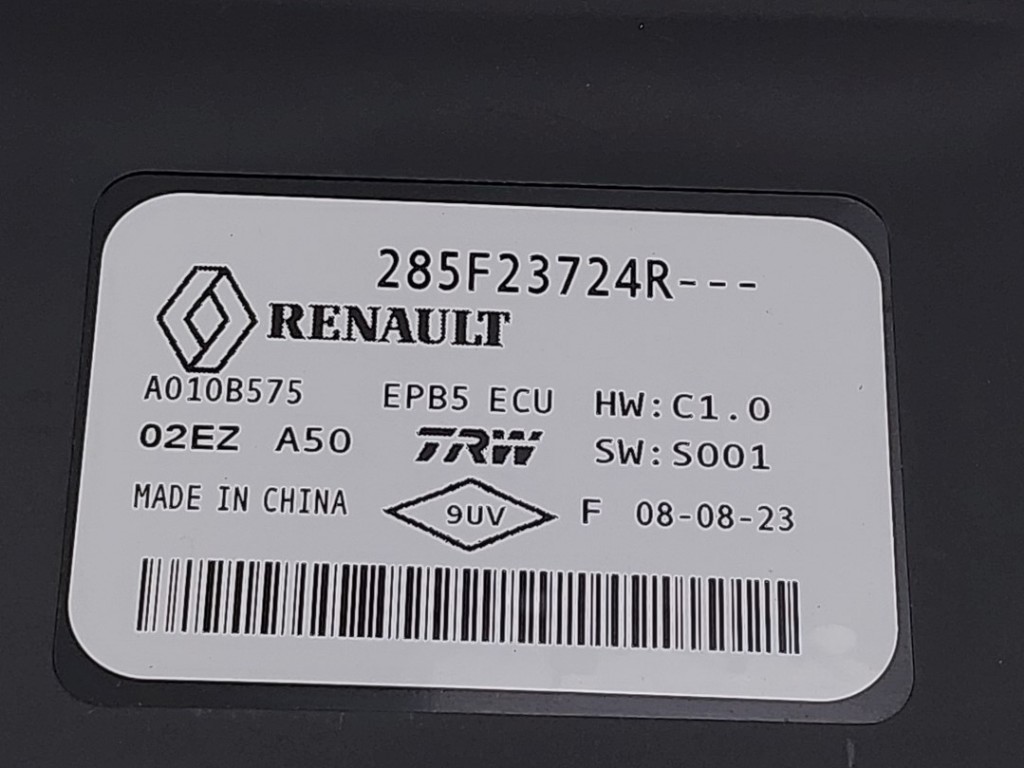 285F23724R---
RENAULT
A010B575 EPB5 ECU HW:C1.0
02EZ A50 TRW SW:S001
MADE IN CHINA 9UV F 08-08-23